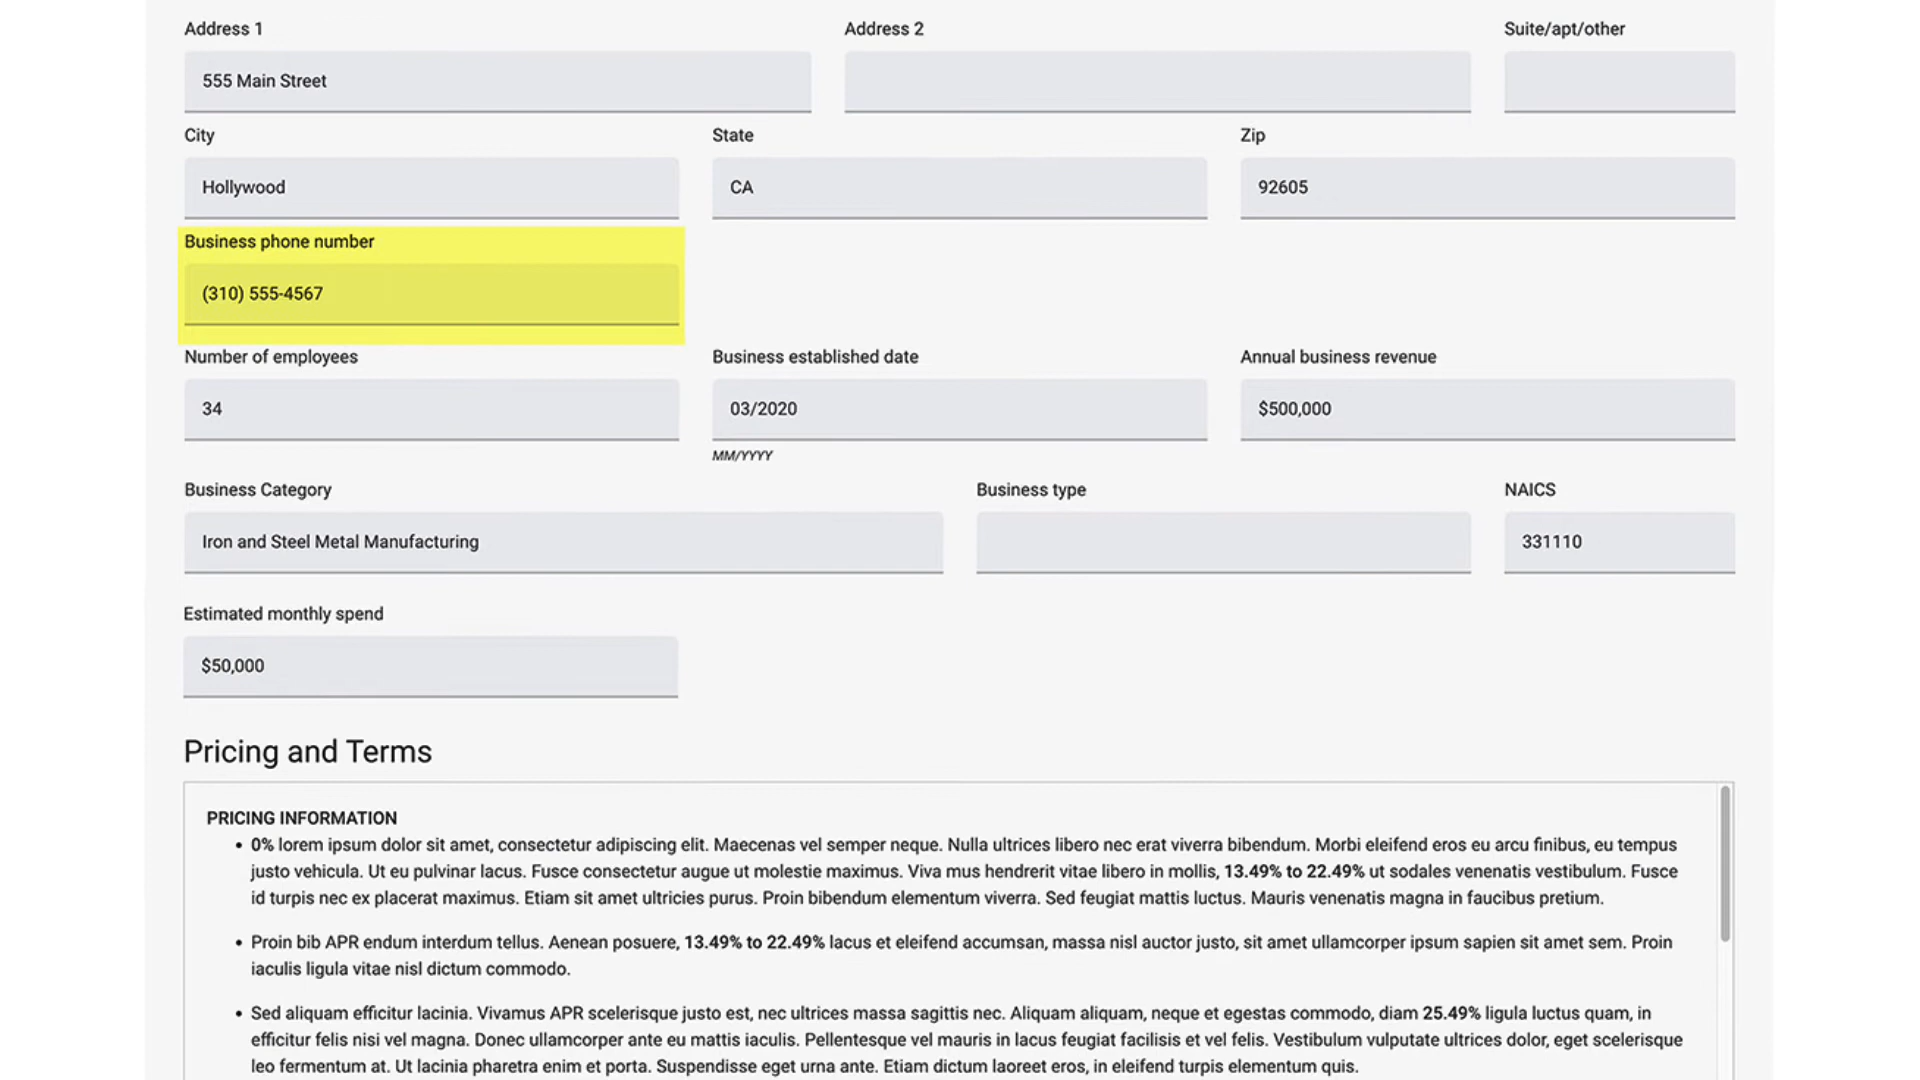 Address 1
Address 2
Suite/apt/other
555 Main Street
City
State
Zip
Hollywood
CA
92605
Business phone number
(310) 555-4567
Number of employees
Business established date
Annual business revenue
34
03/2020
$500,000
MM/YYYY
Business Category
Business type
NAICS
Iron and Steel Metal Manufacturing
331110
Estimated monthly spend
$50,000
Pricing and Terms
PRICING INFORMATION
• 0% lorem ipsum dolor sit amet, consectetur adipiscing elit. Maecenas vel semper neque. Nulla ultrices libero nec erat viverra bibendum. Morbi eleifend eros eu arcu finibus, eu tempus
justo vehicula. Ut eu pulvinar lacus. Fusce consectetur augue ut molestie maximus. Viva mus hendrerit vitae libero in mollis, 13.49% to 22.49% ut sodales venenatis vestibulum. Fusce
id turpis nec ex placerat maximus. Etiam sit amet ultricies purus. Proin bibendum elementum viverra. Sed feugiat mattis luctus. Mauris venenatis magna in faucibus pretium.
• Proin bib APR endum interdum tellus. Aenean posuere, 13.49% to 22.49% lacus et eleifend accumsan, massa nisl auctor justo, sit amet ullamcorper ipsum sapien sit amet sem. Proin
iaculis ligula vitae nisl dictum commodo.
• Sed aliquam efficitur lacinia. Vivamus APR scelerisque justo est, nec ultrices massa sagittis nec. Aliquam aliquam, neque et egestas commodo, diam 25.49% ligula luctus quam, in
efficitur felis nisi vel magna. Donec ullamcorper ante eu mattis iaculis. Pellentesque vel mauris in lacus feugiat facilisis et vel felis. Vestibulum vulputate ultrices dolor, eget scelerisque
leo fermentum at. Ut lacinia pharetra enim et porta. Suspendisse eget urna ante. Etiam dictum laoreet eros, in eleifend turpis elementum quis.